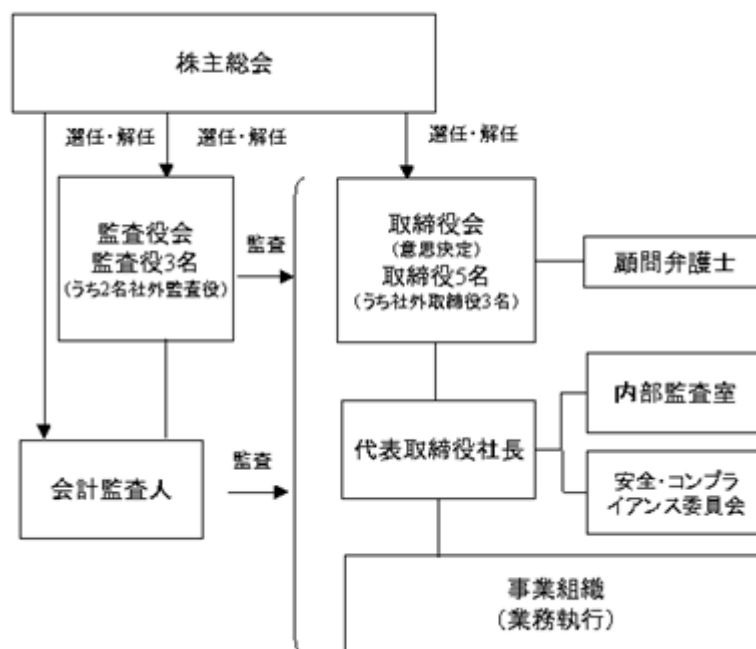 株主総会
選任・解任
選任・解任
選任・解任
監査役会
監査役3名
(うち2名社外監査役)
監査
取締役会
(意思決定)
取締役5名
(うち社外取締役3名)
顧問弁護士
内部監査室
代表取締役社長
安全・コンプラ
イアンス委員会
会計監査人
監査
事業組織
(業務執行)